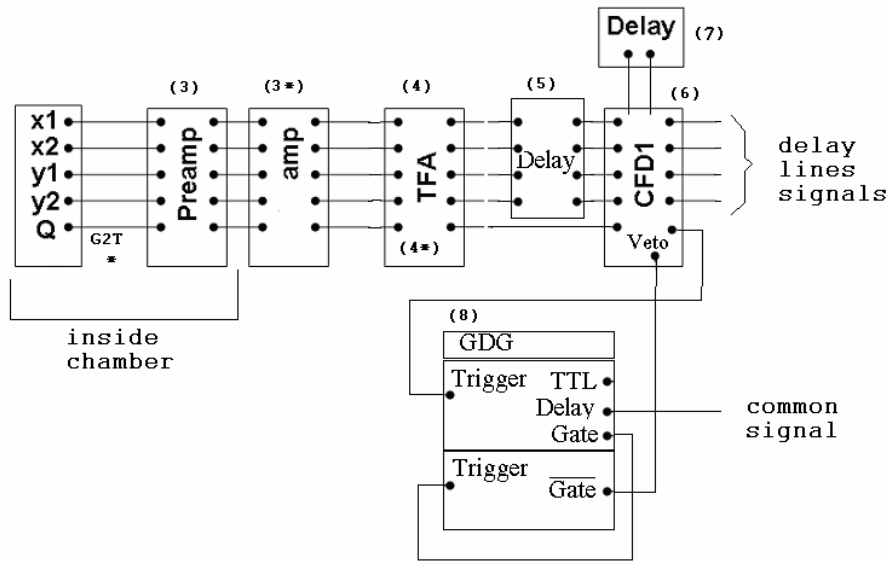 Delay (7)
(3) (3*) (4) (5) (6)
x1
x2
y1
y2
Q
G2T
*
Preamp
amp
TFA
(4*)
Delay
CFD1
Veto
delay
lines
signals
inside
chamber
(8)
GDG
Trigger TTL
Delay
Gate
common
signal
Trigger
Gate